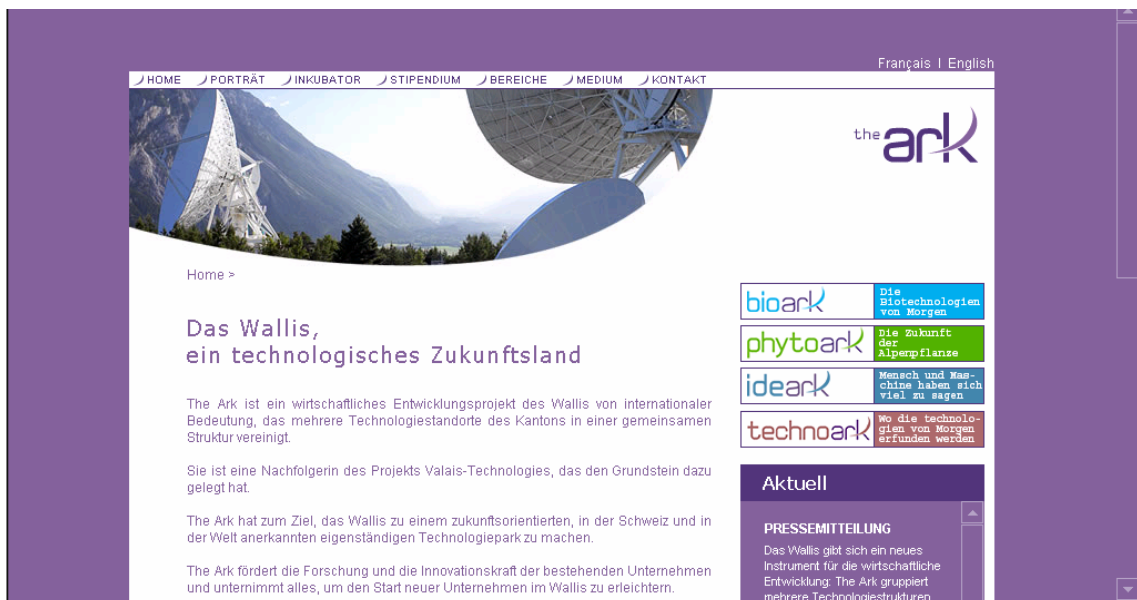 Français | English
HOME PORTRÄT INKUBATOR STIPENDIUM BEREICHE MEDIUM KONTAKT
the ark
Home >
Das Wallis,
ein technologisches Zukunftsland
The Ark ist ein wirtschaftliches Entwicklungsprojekt des Wallis von internationaler
Bedeutung, das mehrere Technologiestandorte des Kantons in einer gemeinsamen
Struktur vereinigt.
Sie ist eine Nachfolgerin des Projekts Valais-Technologies, das den Grundstein dazu
gelegt hat.
The Ark hat zum Ziel, das Wallis zu einem zukunftsorientierten, in der Schweiz und in
der Welt anerkannten eigenständigen Technologiepark zu machen.
The Ark fördert die Forschung und die Innovationskraft der bestehenden Unternehmen
und unternimmt alles, um den Start neuer Unternehmen im Wallis zu erleichtern.
bioark
Die
Biotechnologien
von Morgen
phytoark
Die Zukunft
der
Alpenpflanze
ideark
Mensch und Mas-
chine haben sich
viel zu sagen
technoark
Wo die technolo-
gien von Morgen
erfunden werden
Aktuell
PRESSEMITTEILUNG
Das Wallis gibt sich ein neues
Instrument für die wirtschaftliche
Entwicklung: The Ark gruppiert
mehrere Technologiestrukturen